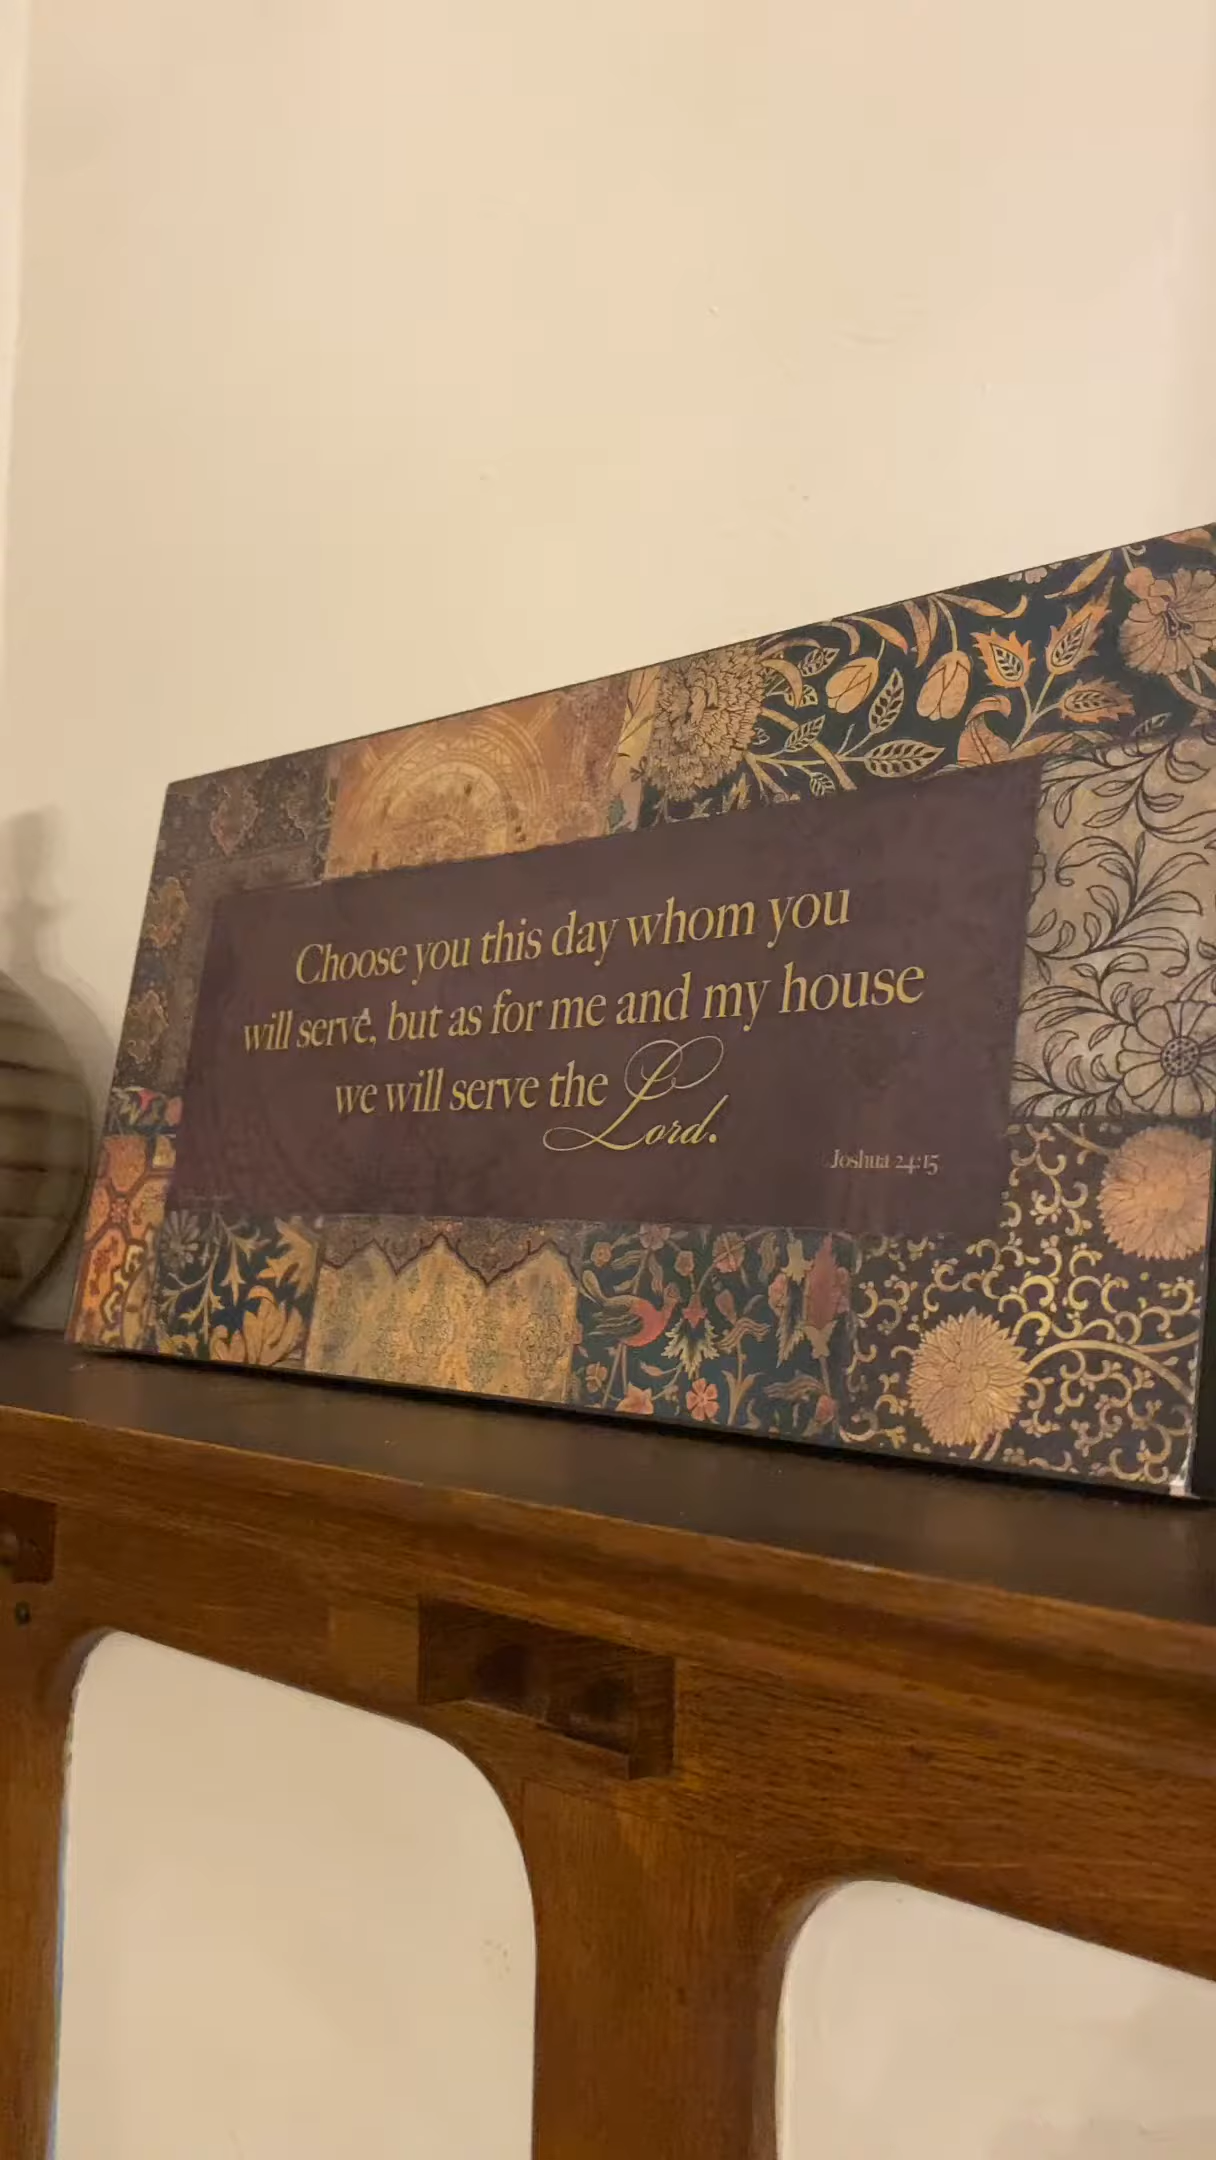 Choose you this day whom you
will serve, but as for me and my house
we will serve the Lord.
Joshua 24:15